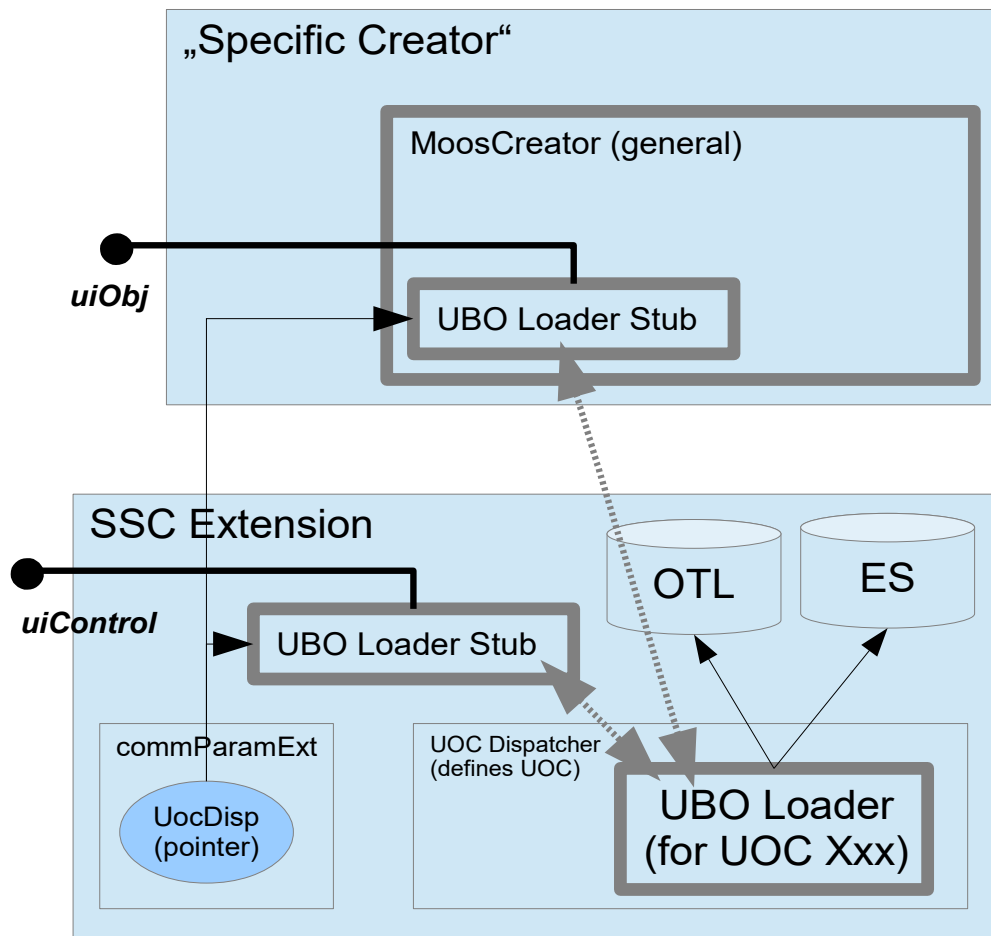 „Specific Creator“
MoosCreator (general)
uiObj
UBO Loader Stub
SSC Extension
OTL
ES
uiControl
UBO Loader Stub
commParamExt
UocDisp
(pointer)
UOC Dispatcher
(defines UOC)
UBO Loader
(for UOC Xxx)